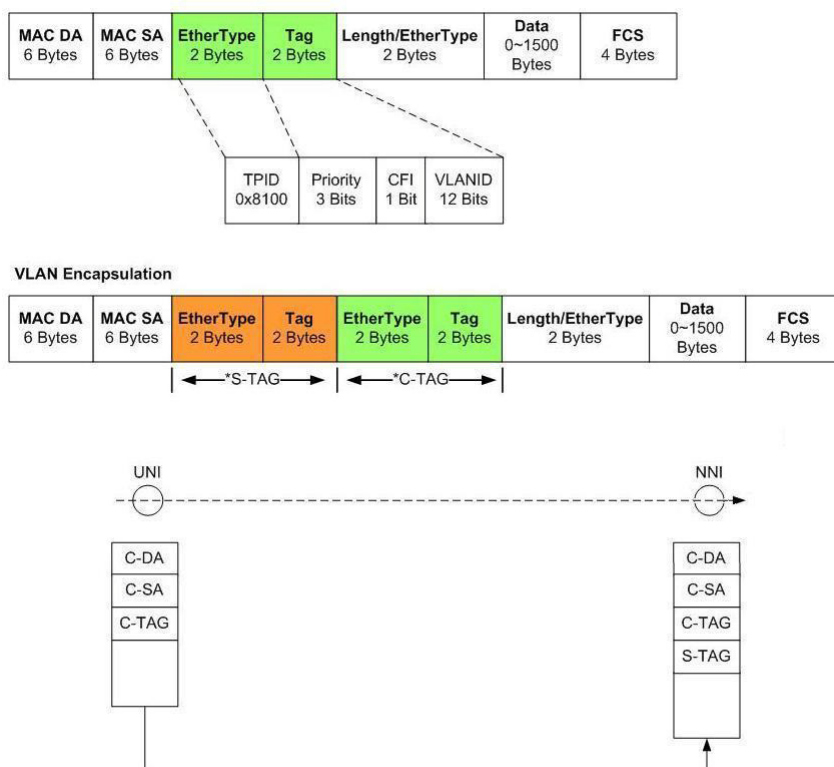 MAC DA
6 Bytes
MAC SA
6 Bytes
EtherType
2 Bytes
Tag
2 Bytes
Length/EtherType
2 Bytes
Data
0~1500
Bytes
FCS
4 Bytes
TPID
0x8100
Priority
3 Bits
CFI
1 Bit
VLANID
12 Bits
VLAN Encapsulation
MAC DA
6 Bytes
MAC SA
6 Bytes
EtherType
2 Bytes
Tag
2 Bytes
EtherType
2 Bytes
Tag
2 Bytes
Length/EtherType
2 Bytes
Data
0~1500
Bytes
FCS
4 Bytes
*S-TAG
*C-TAG
UNI
NNI
C-DA
C-SA
C-TAG
C-DA
C-SA
C-TAG
S-TAG